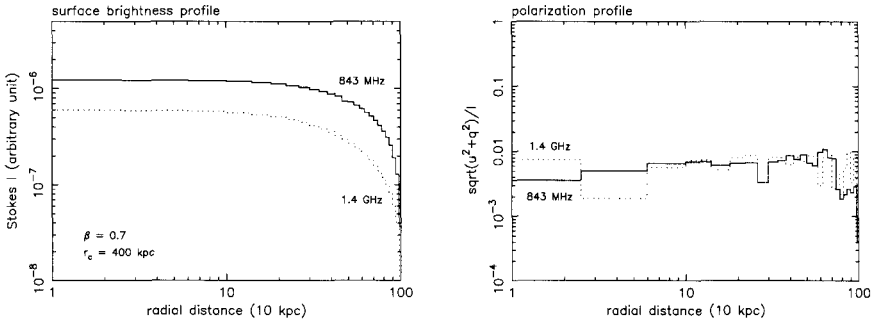 surface brightness profile
Stokes I (arbitrary unit)
10⁻⁶
10⁻⁷
10⁻⁸
843 MHz
1.4 GHz
β = 0.7
r_c = 400 kpc
1
10
100
radial distance (10 kpc)
polarization profile
sqrt(u²+q²)/I
1
0.1
0.01
10⁻³
10⁻⁴
1.4 GHz
843 MHz
1
10
100
radial distance (10 kpc)